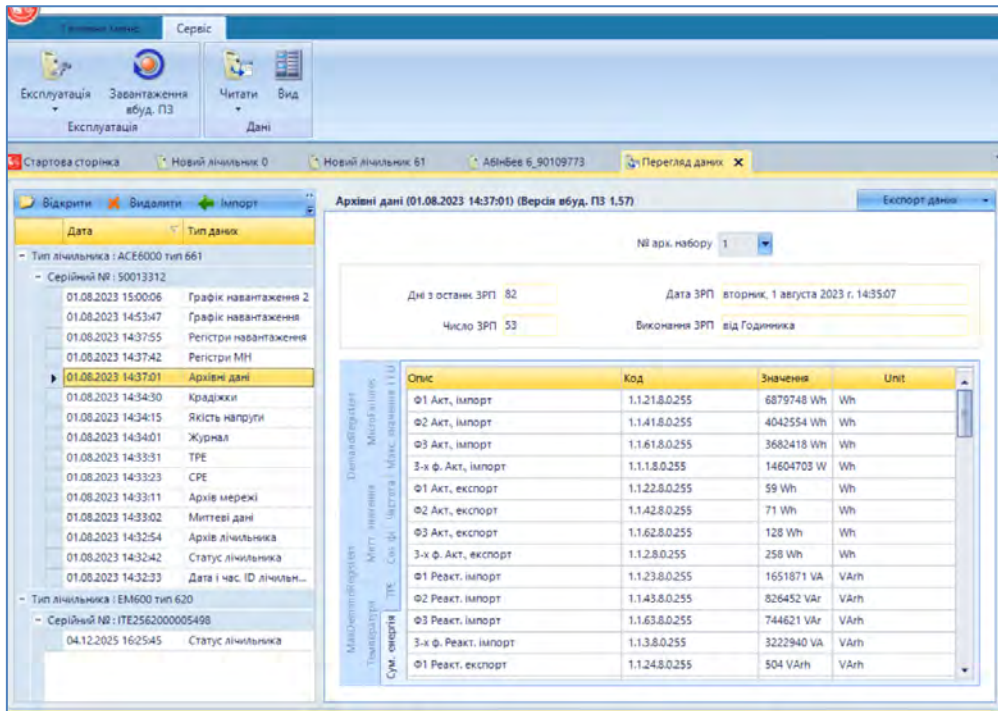 Головне меню Сервіс
Експлуатація Завантаження вбуд. ПЗ Читати Вид
Експлуатація Дані
Стартова сторінка Новий лічильник 0 Новий лічильник 61 АбІнБев 6_90109773 Перегляд даних
Відкрити Видалити Імпорт
Дата Тип даних
Тип лічильника : ACE6000 тип 661
Серійний № : 50013312
01.08.2023 15:00:06 Графік навантаження 2
01.08.2023 14:53:47 Графік навантаження
01.08.2023 14:37:55 Регістри навантаження
01.08.2023 14:37:42 Регістри МН
01.08.2023 14:37:01 Архівні дані
01.08.2023 14:34:30 Крадіжки
01.08.2023 14:34:15 Якість напруги
01.08.2023 14:34:01 Журнал
01.08.2023 14:33:31 TPE
01.08.2023 14:33:23 CPE
01.08.2023 14:33:11 Архів мережі
01.08.2023 14:33:02 Миттєві дані
01.08.2023 14:32:54 Архів лічильника
01.08.2023 14:32:42 Статус лічильника
01.08.2023 14:32:33 Дата і час, ID лічильн...
Тип лічильника : EM600 тип 620
Серійний № : ITE2562000005498
04.12.2025 16:25:45 Статус лічильника
Архівні дані (01.08.2023 14:37:01) (Версія вбуд. ПЗ 1,57) Експорт даних
№ арх. набору 1
Дні з останн. ЗРП 82 Дата ЗРП вторник, 1 августа 2023 г. 14:35:07
Число ЗРП 53 Виконання ЗРП від Годинника
DemandRegister MicroFailures
MaxDemandRegisters
Температура TPE Cos фі Частота
Сум. енергія
Опис Код Значення Unit
Ф1 Акт., імпорт 1.1.21.8.0.255 6879748 Wh Wh
Ф2 Акт., імпорт 1.1.41.8.0.255 4042554 Wh Wh
Ф3 Акт., імпорт 1.1.61.8.0.255 3682418 Wh Wh
3-х ф. Акт., імпорт 1.1.1.8.0.255 14604703 W Wh
Ф1 Акт., експорт 1.1.22.8.0.255 59 Wh Wh
Ф2 Акт., експорт 1.1.42.8.0.255 71 Wh Wh
Ф3 Акт., експорт 1.1.62.8.0.255 128 Wh Wh
3-х ф. Акт., експорт 1.1.2.8.0.255 258 Wh Wh
Ф1 Реакт. імпорт 1.1.23.8.0.255 1651871 VA VArh
Ф2 Реакт. імпорт 1.1.43.8.0.255 826452 VAr VArh
Ф3 Реакт. імпорт 1.1.63.8.0.255 744621 VAr VArh
3-х ф. Реакт. імпорт 1.1.3.8.0.255 3222940 VA VArh
Ф1 Реакт. експорт 1.1.24.8.0.255 504 VArh VArh